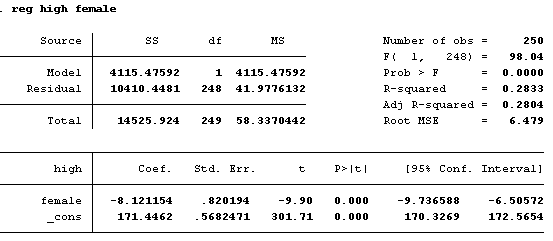 . reg high female
Source | SS df MS Number of obs = 250
F( 1, 248) = 98.04
Model | 4115.47592 1 4115.47592 Prob > F = 0.0000
Residual | 10410.4481 248 41.9776132 R-squared = 0.2833
Adj R-squared = 0.2804
Total | 14525.924 249 58.3370442 Root MSE = 6.479
high | Coef. Std. Err. t P>|t| [95% Conf. Interval]
female | -8.121154 .820194 -9.90 0.000 -9.736588 -6.50572
_cons | 171.4462 .5682471 301.71 0.000 170.3269 172.5654